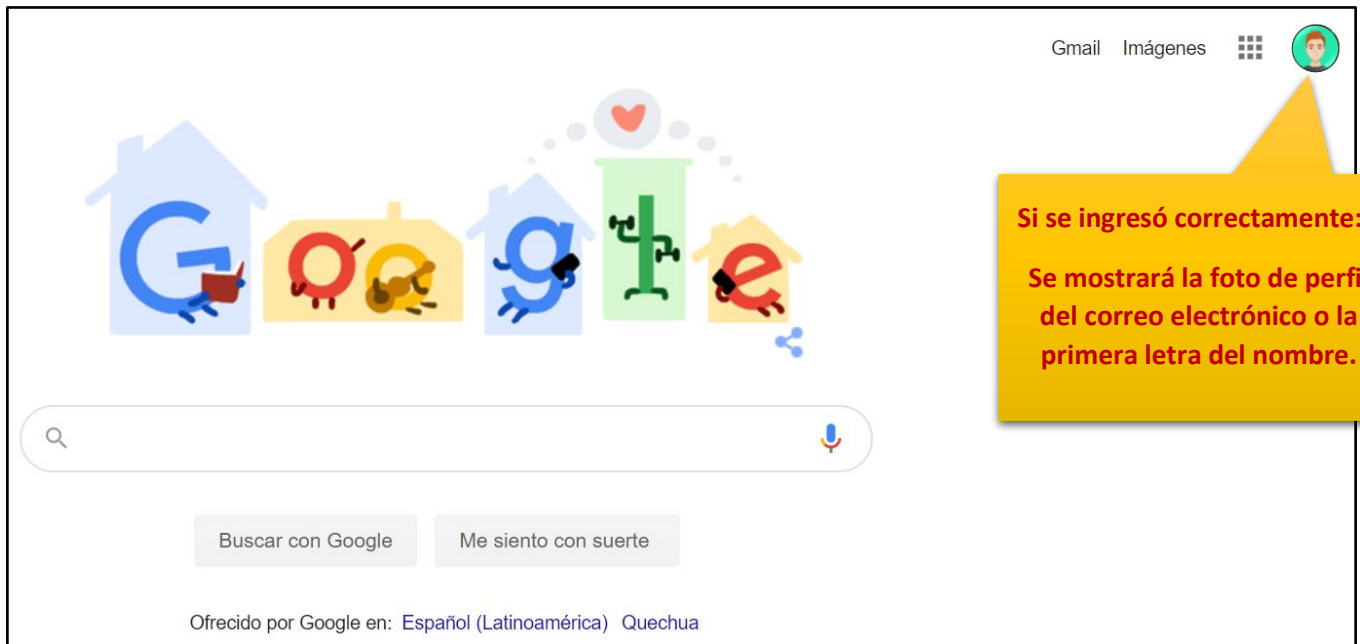 Gmail Imágenes
Google
Si se ingresó correctamente:
Se mostrará la foto de perfi
del correo electrónico o la
primera letra del nombre.
Buscar con Google Me siento con suerte
Ofrecido por Google en: Español (Latinoamérica) Quechua